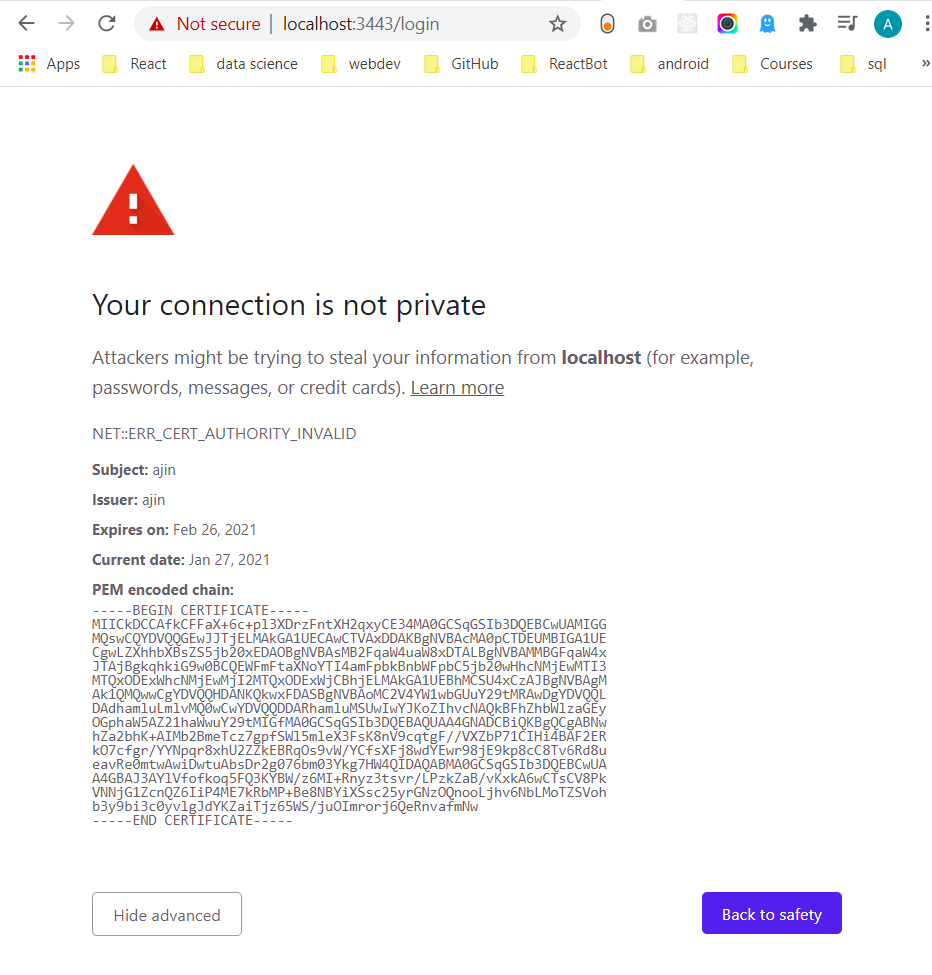 Not secure | localhost:3443/login
A
Apps React data science webdev GitHub ReactBot android Courses sql »
Your connection is not private
Attackers might be trying to steal your information from localhost (for example,
passwords, messages, or credit cards). Learn more
NET::ERR_CERT_AUTHORITY_INVALID
Subject: ajin
Issuer: ajin
Expires on: Feb 26, 2021
Current date: Jan 27, 2021
PEM encoded chain:
-----BEGIN CERTIFICATE-----
MIICkDCCAfkCFFaX+6c+pl3XDrzFntXH2qxyCE34MA0GCSqGSIb3DQEBCwUAMIGG
MQswCQYDVQQGEwJJTjELMAkGA1UECAwCTVAxDDAKBgNVBAcMA0pCTDEUMBIGA1UE
CgwLZXhhbXBsZS5jb20xEDAOBgNVBAsMB2FqaW4uaW8xDTALBgNVBAMMBGFqaW4x
JTAjBgkqhkiG9w0BCQEWFmFtaXNoYTI4amFpbkBnbWFpbC5jb20wHhcNMjEwMTI3
MTQxODExWhcNMjEwMjI2MTQxODExWjCBhjELMAkGA1UEBhMCSU4xCzAJBgNVBAgM
Ak1QMQwwCgYDVQQHDANKQkwxFDASBgNVBAoMC2V4YW1wbGUuY29tMRAwDgYDVQQL
DAdhamluLmlvMQ0wCwYDVQQDDARhamluMSUwIwYJKoZIhvcNAQkBFhZhbWlzaGEy
OGphaW5AZ21haWwuY29tMIGfMA0GCSqGSIb3DQEBAQUAA4GNADCBiQKBgQCgABNw
hZa2bhK+AIMb2BmeTcz7gpfSWl5mleX3FsK8nV9cqtgF//VXZbP71CIHi4BAF2ER
kO7cfgr/YYNpqr8xhU2ZZkEBRqOs9vW/YCfsXFj8wdYEwr98jE9kp8cC8Tv6Rd8u
eavRe0mtwAwiDwtuAbsDr2g076bm03Ykg7HW4QIDAQABMA0GCSqGSIb3DQEBCwUA
A4GBAJ3AYlVfofkoq5FQ3KYBW/z6MI+Rnyz3tsvr/LPzkZaB/vKxkA6wCTsCV8Pk
VNNjG1ZcnQZ6IiP4ME7kRbMP+Be8NBYiXSsc25yrGNzOQnooLjhv6NbLMoTZSVoh
b3y9bi3c0yvlgJdYKZaiTjz65WS/juOImrorj6QeRnvafmNw
-----END CERTIFICATE-----
Hide advanced Back to safety